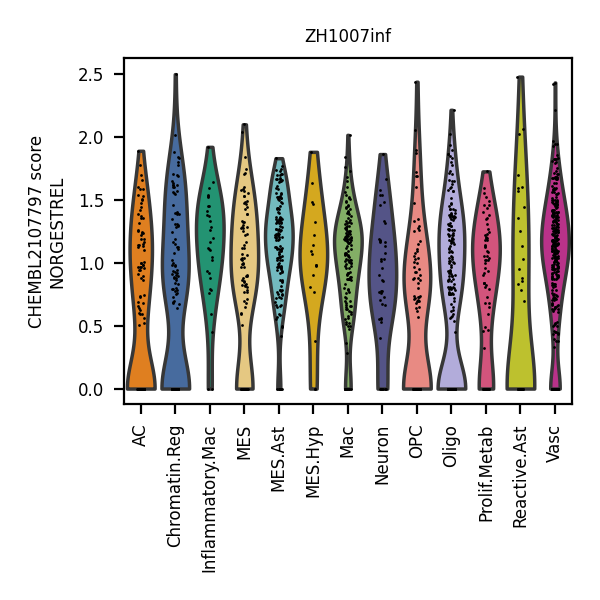 ZH1007inf
CHEMBL2107797 score
NORGESTREL
2.5
2.0
1.5
1.0
0.5
0.0
AC
Chromatin.Reg
Inflammatory.Mac
MES
MES.Ast
MES.Hyp
Mac
Neuron
OPC
Oligo
Prolif.Metab
Reactive.Ast
Vasc